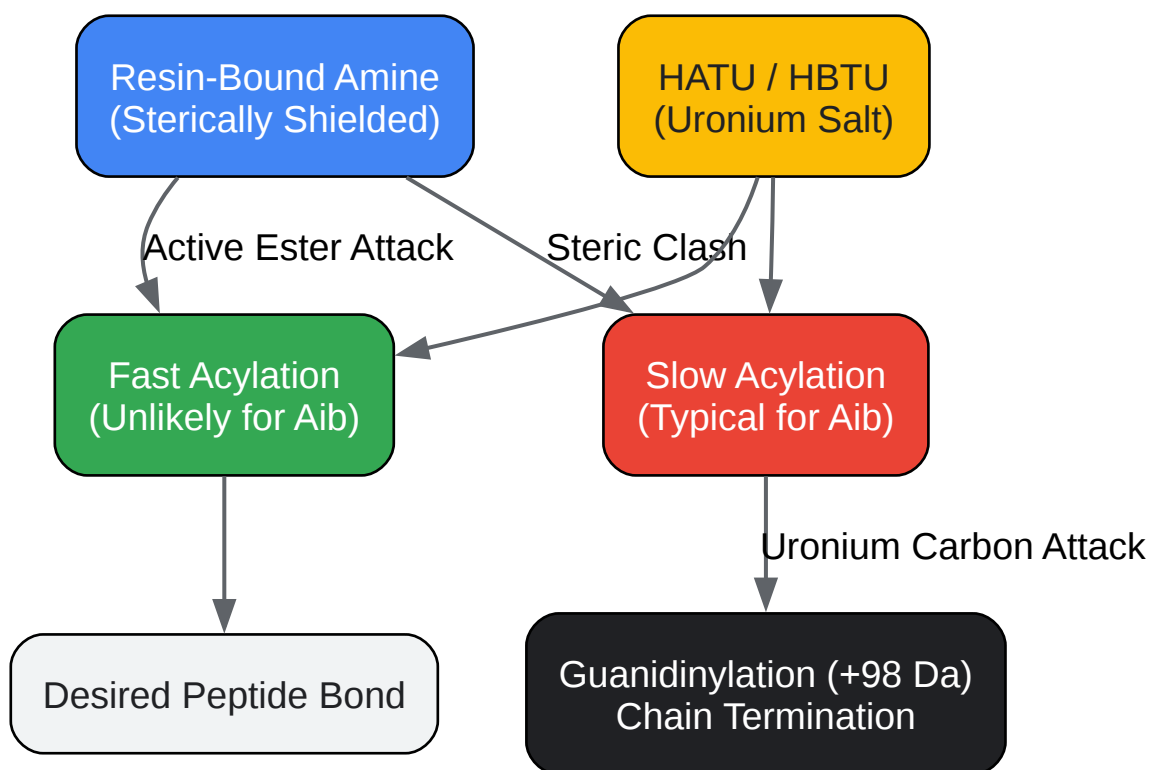 Resin-Bound Amine
(Sterically Shielded)
HATU / HBTU
(Uronium Salt)
Active Ester Attack
Steric Clash
Fast Acylation
(Unlikely for Aib)
Slow Acylation
(Typical for Aib)
Uronium Carbon Attack
Desired Peptide Bond
Guanidinylation (+98 Da)
Chain Termination